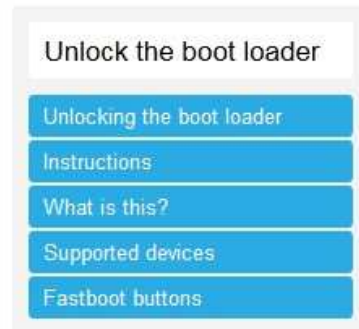 Unlock the boot loader
Unlocking the boot loader
Instructions
What is this?
Supported devices
Fastboot buttons